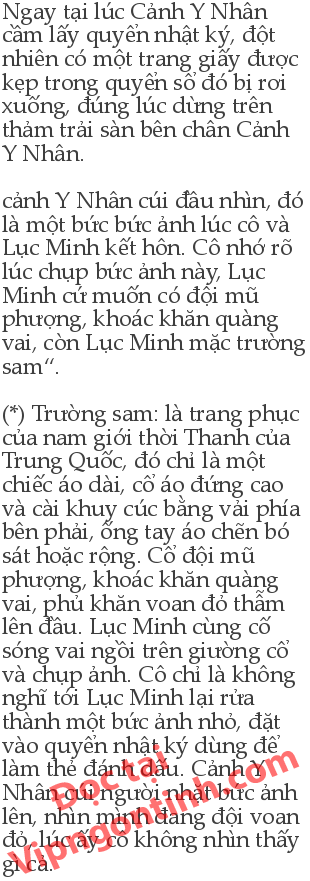 Ngay tại lúc Cảnh Y Nhân
cầm lấy quyển nhật ký, đột
nhiên có một trang giấy được
kẹp trong quyển sổ đó bị rơi
xuống, đúng lúc dừng trên
thảm trải sàn bên chân Cảnh
Y Nhân.

cảnh Y Nhân cúi đầu nhìn, đó
là một bức bức ảnh lúc cô và
Lục Minh kết hôn. Cô nhớ rõ
lúc chụp bức ảnh này, Lục
Minh cứ muốn có đội mũ
phượng, khoác khăn quàng
vai, còn Lục Minh mặc trường
sam“.

(*) Trường sam: là trang phục
của nam giới thời Thanh của
Trung Quốc, đó chỉ là một
chiếc áo dài, cổ áo đứng cao
và cài khuy cúc bằng vải phía
bên phải, ống tay áo chẽn bó
sát hoặc rộng. Cổ đội mũ
phượng, khoác khăn quàng
vai, phủ khăn voan đỏ thẫm
lên đầu. Lục Minh cùng cố
sóng vai ngồi trên giường cổ
và chụp ảnh. Cô chỉ là không
nghĩ tới Lục Minh lại rửa
thành một bức ảnh nhỏ, đặt
vào quyển nhật ký dùng để
làm thẻ đánh dấu. Cảnh Y
Nhân cúi người nhặt bức ảnh
lên, nhìn mình đang đội voan
đỏ, lúc ấy cô không nhìn thấy
gì cả.
Đọc tại
Vipngontinh.com